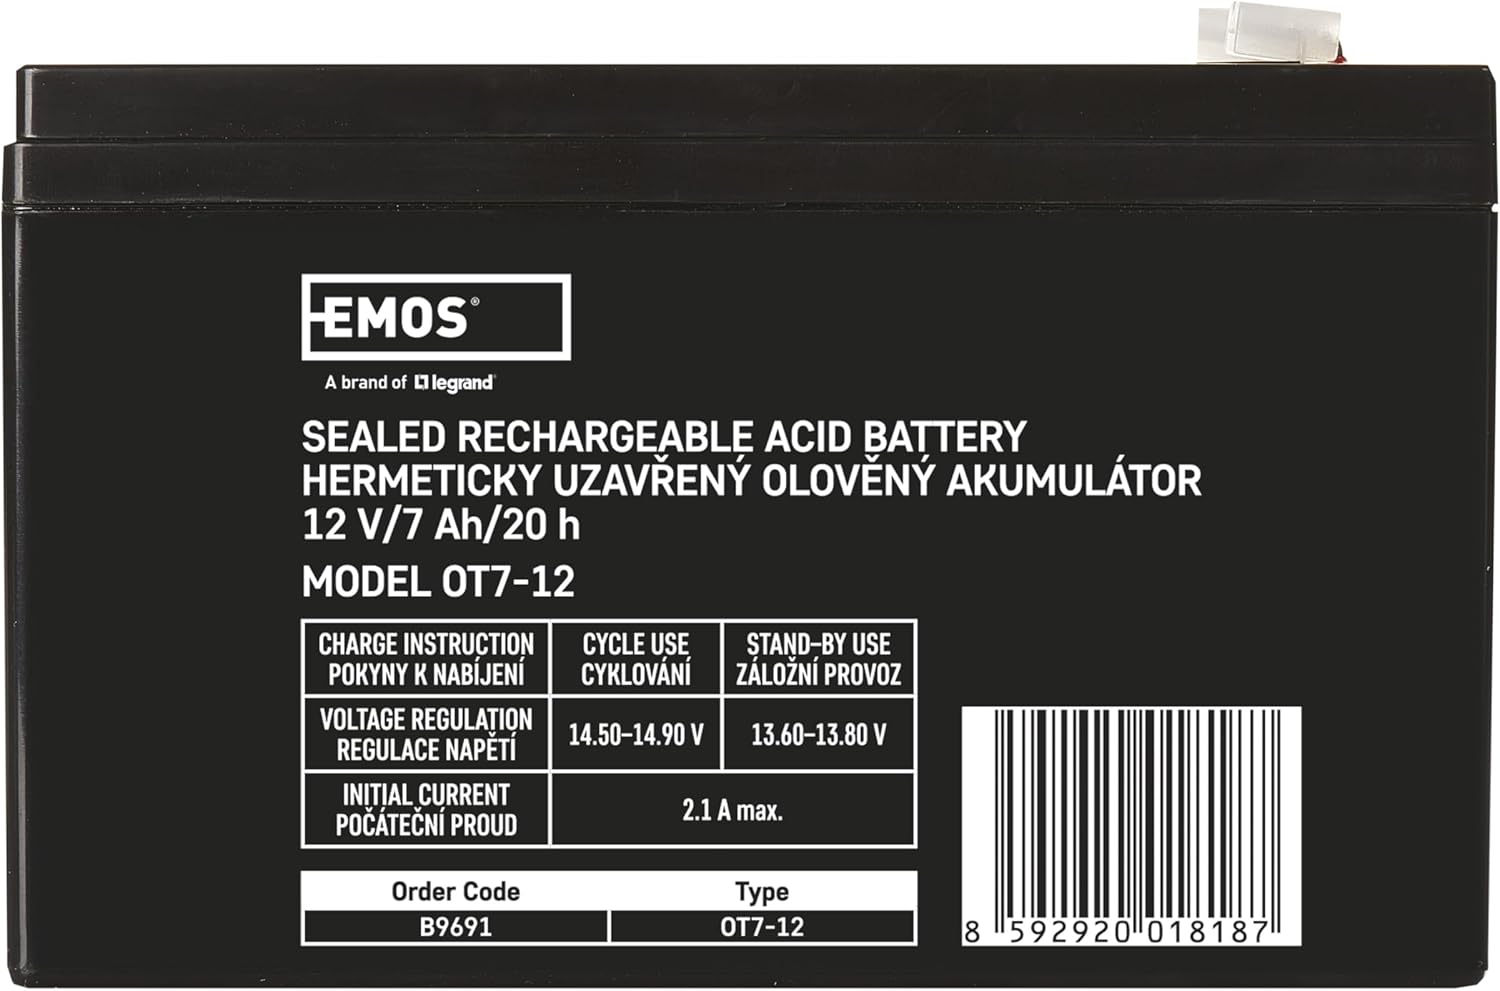 EMOS®
A brand of legrand®
SEALED RECHARGEABLE ACID BATTERY
HERMETICKY UZAVŘENÝ OLOVĚNÝ AKUMULÁTOR
12 V/7 Ah/20 h
MODEL OT7-12
CHARGE INSTRUCTION
POKYNY K NABÍJENÍ
CYCLE USE
CYKLOVÁNÍ
STAND-BY USE
ZÁLOŽNÍ PROVOZ
VOLTAGE REGULATION
REGULACE NAPĚTÍ
14.50–14.90 V
13.60–13.80 V
INITIAL CURRENT
POČÁTEČNÍ PROUD
2.1 A max.
Order Code
Type
B9691
OT7-12
8 592920 018187